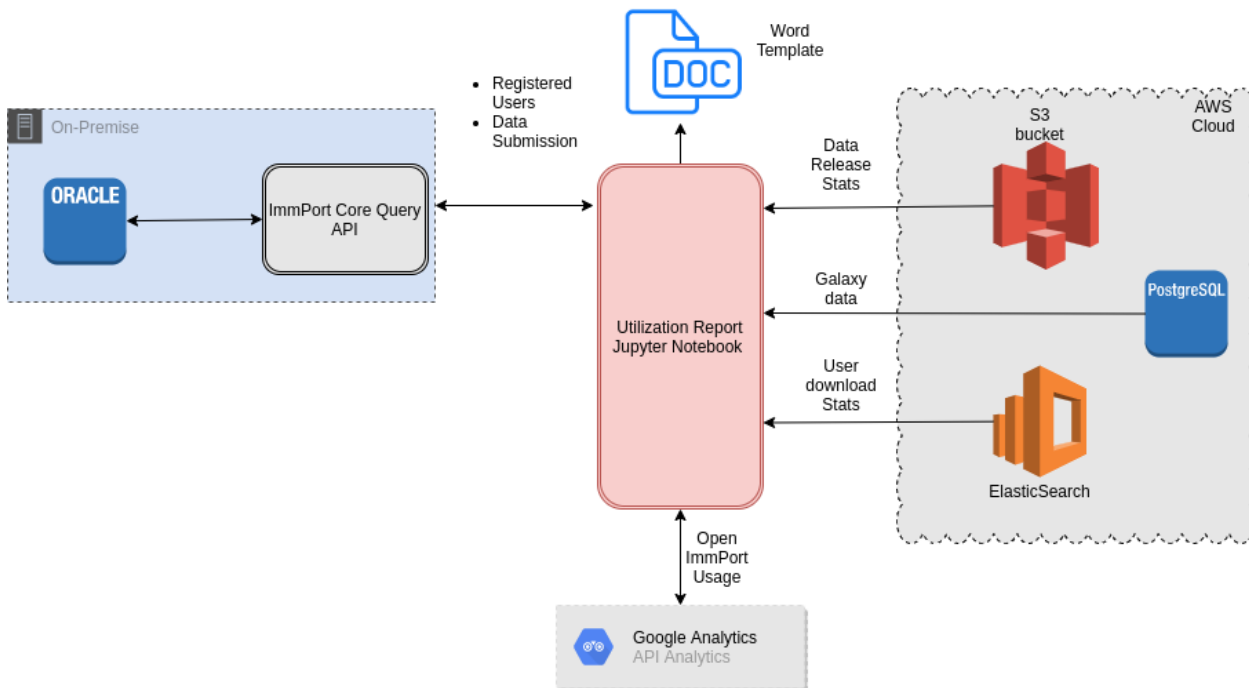 Word
Template
DOC
• Registered
Users
• Data
Submission
On-Premise
ORACLE
ImmPort Core Query
API
Utilization Report
Jupyter Notebook
Data
Release
Stats
Galaxy
data
User
download
Stats
AWS
Cloud
S3
bucket
PostgreSQL
ElasticSearch
Open
ImmPort
Usage
Google Analytics
API Analytics